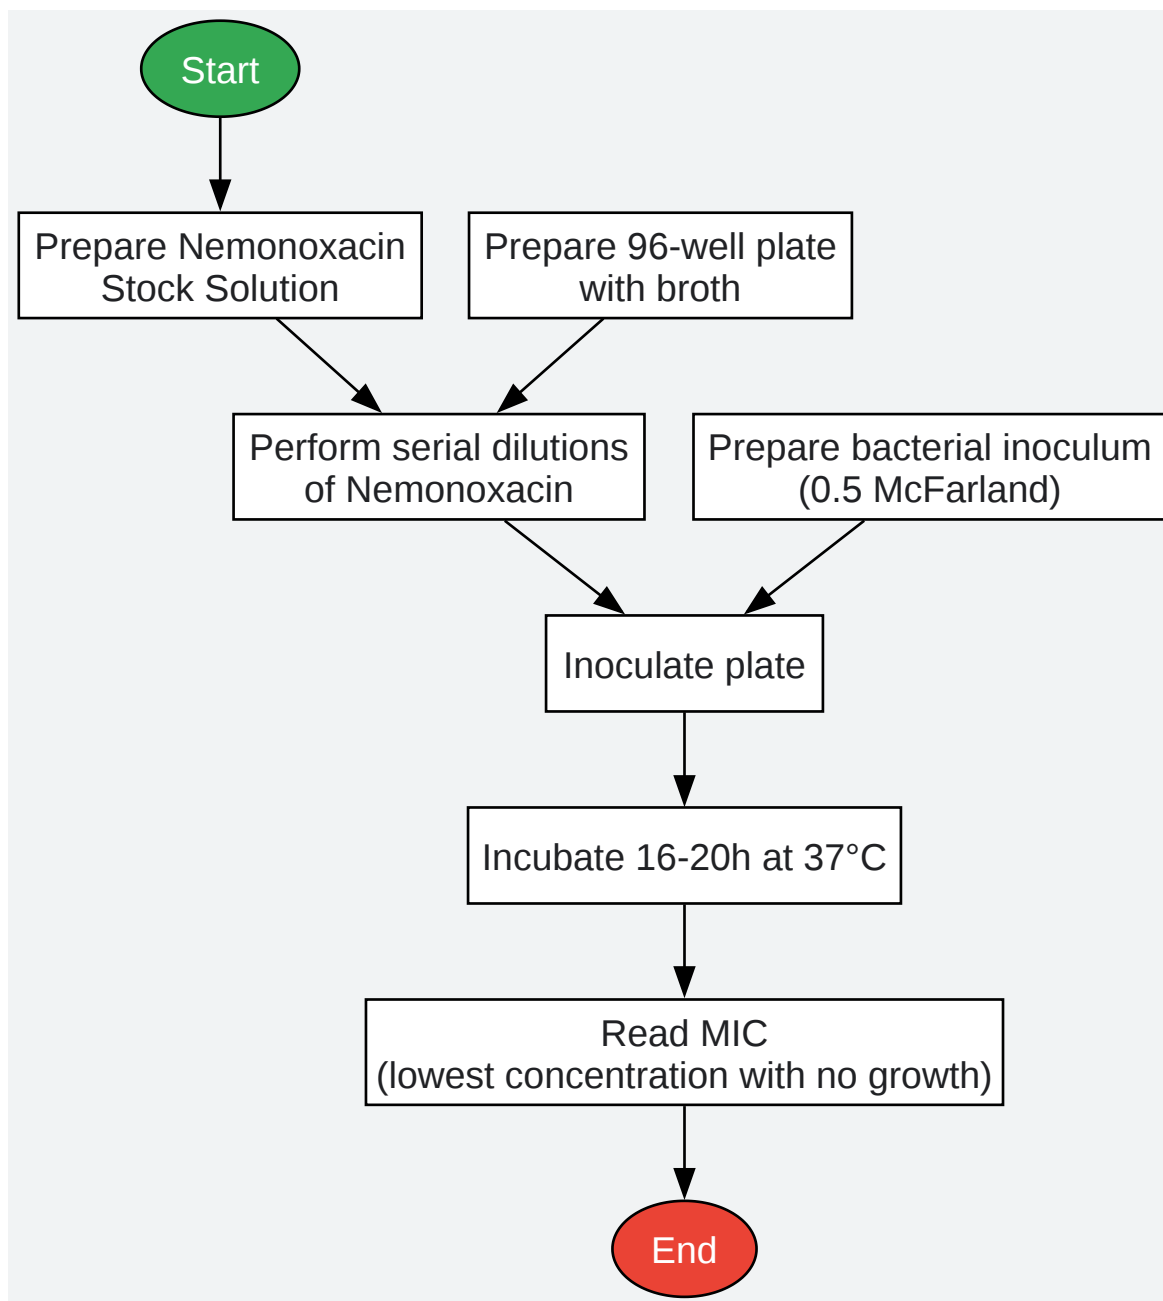 Start
Prepare Nemonoxacin
Stock Solution
Prepare 96-well plate
with broth
Perform serial dilutions
of Nemonoxacin
Prepare bacterial inoculum
(0.5 McFarland)
Inoculate plate
Incubate 16-20h at 37°C
Read MIC
(lowest concentration with no growth)
End